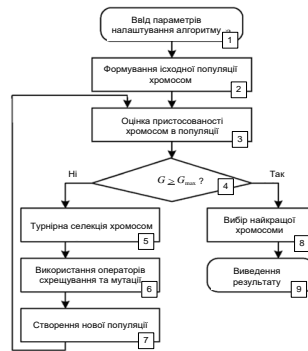 Ввід параметрів
налаштування алгоритму
1
Формування ісходної популяції
хромосом
2
Оцінка пристосованості
хромосом в популяції
3
G ≥ Gmax ?
4
Ні
Так
Турнірна селекція хромосом
5
Вибір найкращої
хромосоми
8
Використання операторів
схрещування та мутації
6
Виведення
результату
9
Створення нової популяції
7